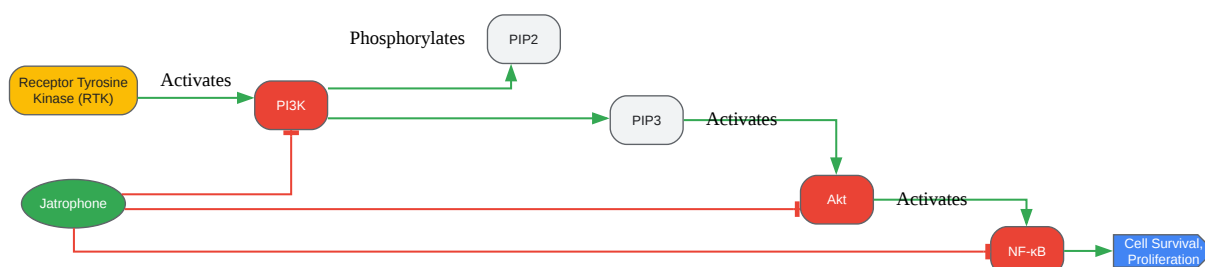 Phosphorylates
PIP2
Receptor Tyrosine
Kinase (RTK)
Activates
PI3K
PIP3
Activates
Jatrophone
Akt
Activates
NF-κB
Cell Survival,
Proliferation